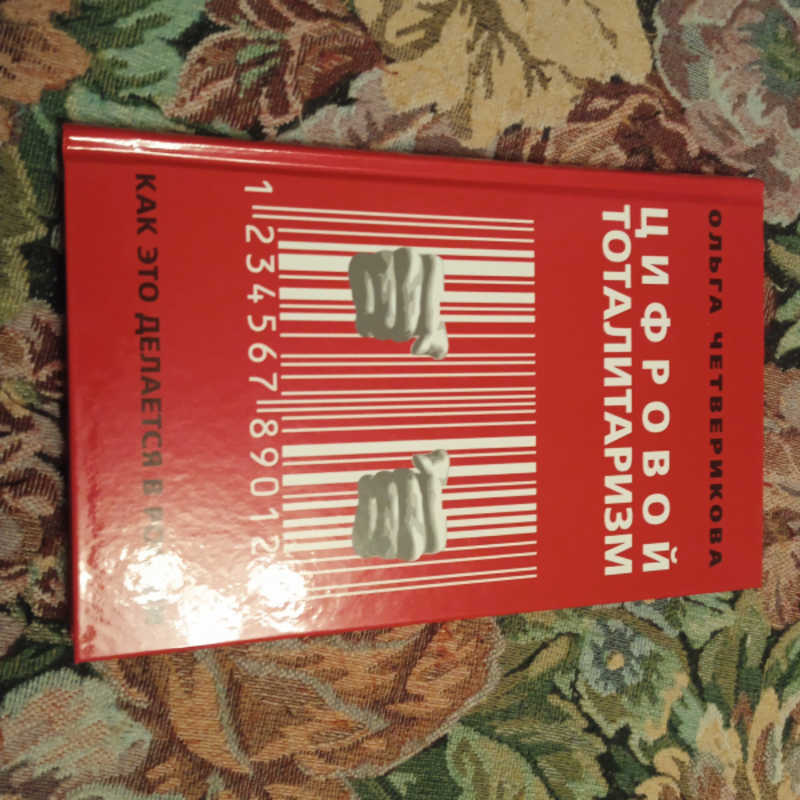 ОЛЬГА ЧЕТВЕРИКОВА
ЦИФРОВОЙ
ТОТАЛИТАРИЗМ
1 234567 89012
КАК ЭТО ДЕЛАЕТСЯ В